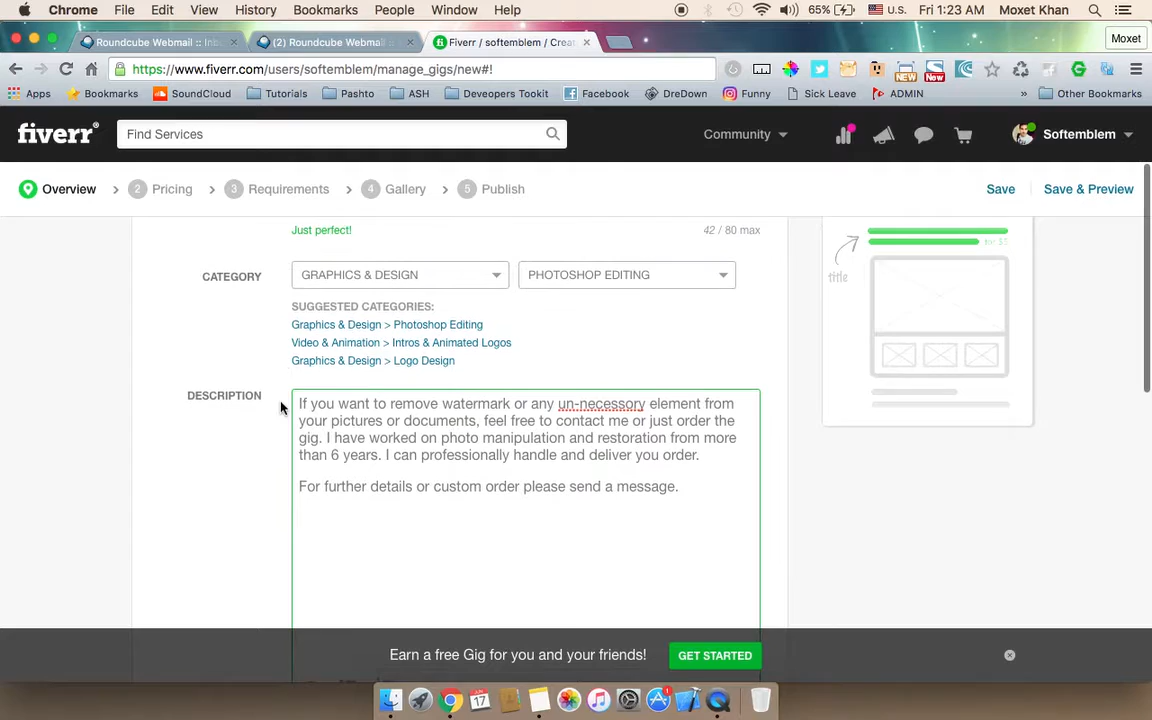 Chrome File Edit View History Bookmarks People Window Help 65% U.S. Fri 1:23 AM Moxet Khan
Roundcube Webmail :: Inb
(2) Roundcube Webmail ::
Fiverr / softemblem / Crea
Moxet
https://www.fiverr.com/users/softemblem/manage_gigs/new#!
Apps Bookmarks SoundCloud Tutorials Pashto ASH Deveopers Tookit Facebook DreDown Funny Sick Leave ADMIN » Other Bookmarks
fiverr Find Services Community Softemblem
Overview 2 Pricing 3 Requirements 4 Gallery 5 Publish Save Save & Preview
Just perfect! 42 / 80 max
title
CATEGORY GRAPHICS & DESIGN PHOTOSHOP EDITING
SUGGESTED CATEGORIES:
Graphics & Design > Photoshop Editing
Video & Animation > Intros & Animated Logos
Graphics & Design > Logo Design
DESCRIPTION
If you want to remove watermark or any un-necessary element from
your pictures or documents, feel free to contact me or just order the
gig. I have worked on photo manipulation and restoration from more
than 6 years. I can professionally handle and deliver you order.
For further details or custom order please send a message.
Earn a free Gig for you and your friends! GET STARTED